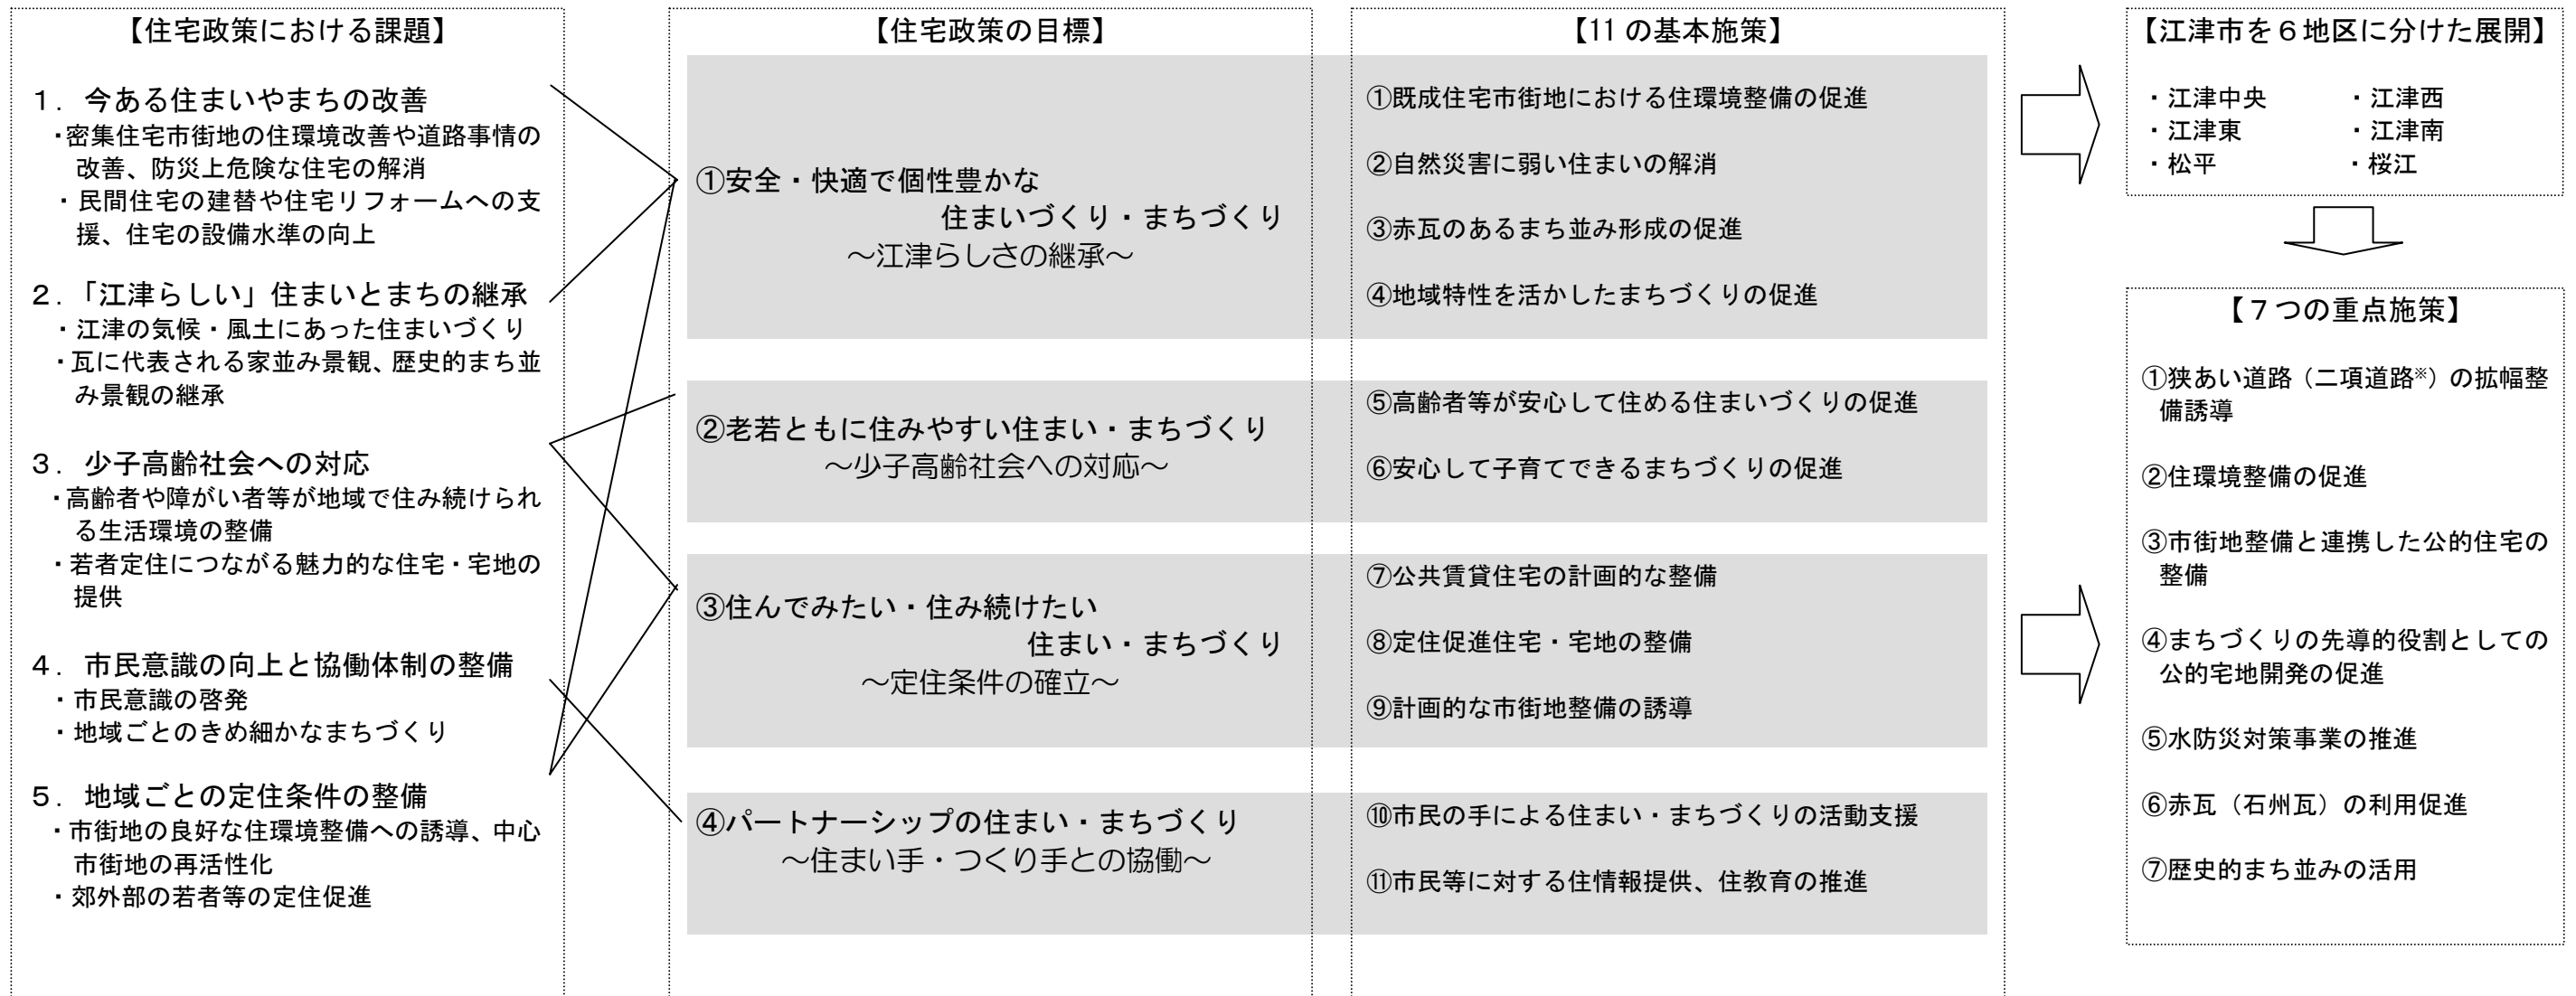 【住宅政策における課題】
１．今ある住まいやまちの改善
・密集住宅市街地の住環境改善や道路事情の
改善、防災上危険な住宅の解消
・民間住宅の建替や住宅リフォームへの支
援、住宅の設備水準の向上
２．「江津らしい」住まいとまちの継承
・江津の気候・風土にあった住まいづくり
・瓦に代表される家並み景観、歴史的まち並
み景観の継承
３．少子高齢社会への対応
・高齢者や障がい者等が地域で住み続けられ
る生活環境の整備
・若者定住につながる魅力的な住宅・宅地の
提供
４．市民意識の向上と協働体制の整備
・市民意識の啓発
・地域ごとのきめ細かなまちづくり
５．地域ごとの定住条件の整備
・市街地の良好な住環境整備への誘導、中心
市街地の再活性化
・郊外部の若者等の定住促進
【住宅政策の目標】
①安全・快適で個性豊かな
住まいづくり・まちづくり
～江津らしさの継承～
②老若ともに住みやすい住まい・まちづくり
～少子高齢社会への対応～
③住んでみたい・住み続けたい
住まい・まちづくり
～定住条件の確立～
④パートナーシップの住まい・まちづくり
～住まい手・つくり手との協働～
【11 の基本施策】
①既成住宅市街地における住環境整備の促進
②自然災害に弱い住まいの解消
③赤瓦のあるまち並み形成の促進
④地域特性を活かしたまちづくりの促進
⑤高齢者等が安心して住める住まいづくりの促進
⑥安心して子育てできるまちづくりの促進
⑦公共賃貸住宅の計画的な整備
⑧定住促進住宅・宅地の整備
⑨計画的な市街地整備の誘導
⑩市民の手による住まい・まちづくりの活動支援
⑪市民等に対する住情報提供、住教育の推進
【江津市を６地区に分けた展開】
・江津中央 ・江津西
・江津東 ・江津南
・松平 ・桜江
【７つの重点施策】
①狭あい道路（二項道路※）の拡幅整
備誘導
②住環境整備の促進
③市街地整備と連携した公的住宅の
整備
④まちづくりの先導的役割としての
公的宅地開発の促進
⑤水防災対策事業の推進
⑥赤瓦（石州瓦）の利用促進
⑦歴史的まち並みの活用